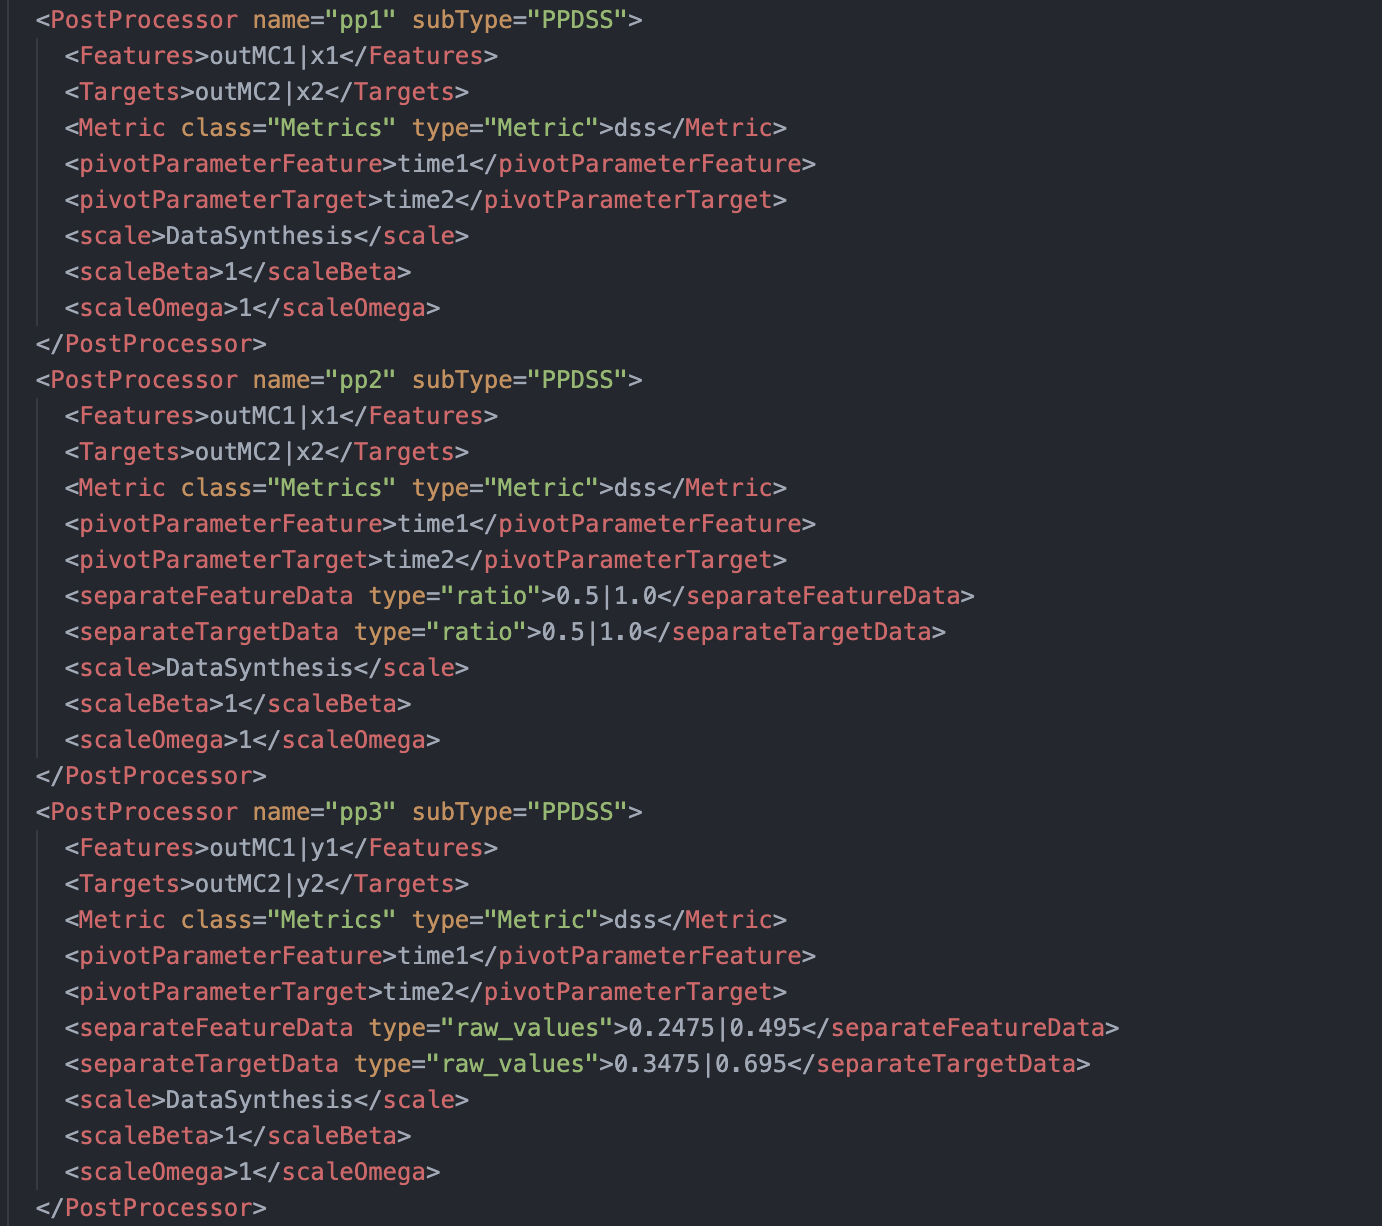 <PostProcessor name="pp1" subType="PPDSS">
  <Features>outMC1|x1</Features>
  <Targets>outMC2|x2</Targets>
  <Metric class="Metrics" type="Metric">dss</Metric>
  <pivotParameterFeature>time1</pivotParameterFeature>
  <pivotParameterTarget>time2</pivotParameterTarget>
  <scale>DataSynthesis</scale>
  <scaleBeta>1</scaleBeta>
  <scaleOmega>1</scaleOmega>
</PostProcessor>
<PostProcessor name="pp2" subType="PPDSS">
  <Features>outMC1|x1</Features>
  <Targets>outMC2|x2</Targets>
  <Metric class="Metrics" type="Metric">dss</Metric>
  <pivotParameterFeature>time1</pivotParameterFeature>
  <pivotParameterTarget>time2</pivotParameterTarget>
  <separateFeatureData type="ratio">0.5|1.0</separateFeatureData>
  <separateTargetData type="ratio">0.5|1.0</separateTargetData>
  <scale>DataSynthesis</scale>
  <scaleBeta>1</scaleBeta>
  <scaleOmega>1</scaleOmega>
</PostProcessor>
<PostProcessor name="pp3" subType="PPDSS">
  <Features>outMC1|y1</Features>
  <Targets>outMC2|y2</Targets>
  <Metric class="Metrics" type="Metric">dss</Metric>
  <pivotParameterFeature>time1</pivotParameterFeature>
  <pivotParameterTarget>time2</pivotParameterTarget>
  <separateFeatureData type="raw_values">0.2475|0.495</separateFeatureData>
  <separateTargetData type="raw_values">0.3475|0.695</separateTargetData>
  <scale>DataSynthesis</scale>
  <scaleBeta>1</scaleBeta>
  <scaleOmega>1</scaleOmega>
</PostProcessor>